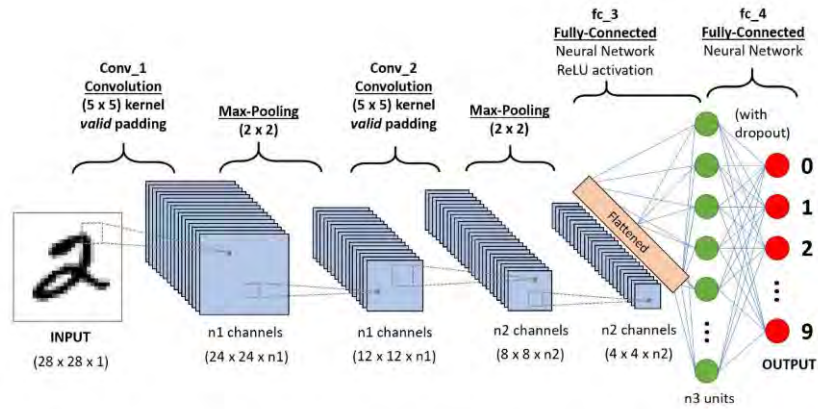 fc_3
Fully-Connected
Neural Network
ReLU activation
fc_4
Fully-Connected
Neural Network
Conv_1
Convolution
(5 x 5) kernel
valid padding
Max-Pooling
(2 x 2)
Conv_2
Convolution
(5 x 5) kernel
valid padding
Max-Pooling
(2 x 2)
(with
dropout)
Flattened
0
1
2
9
INPUT
(28 x 28 x 1)
n1 channels
(24 x 24 x n1)
n1 channels
(12 x 12 x n1)
n2 channels
(8 x 8 x n2)
n2 channels
(4 x 4 x n2)
OUTPUT
n3 units